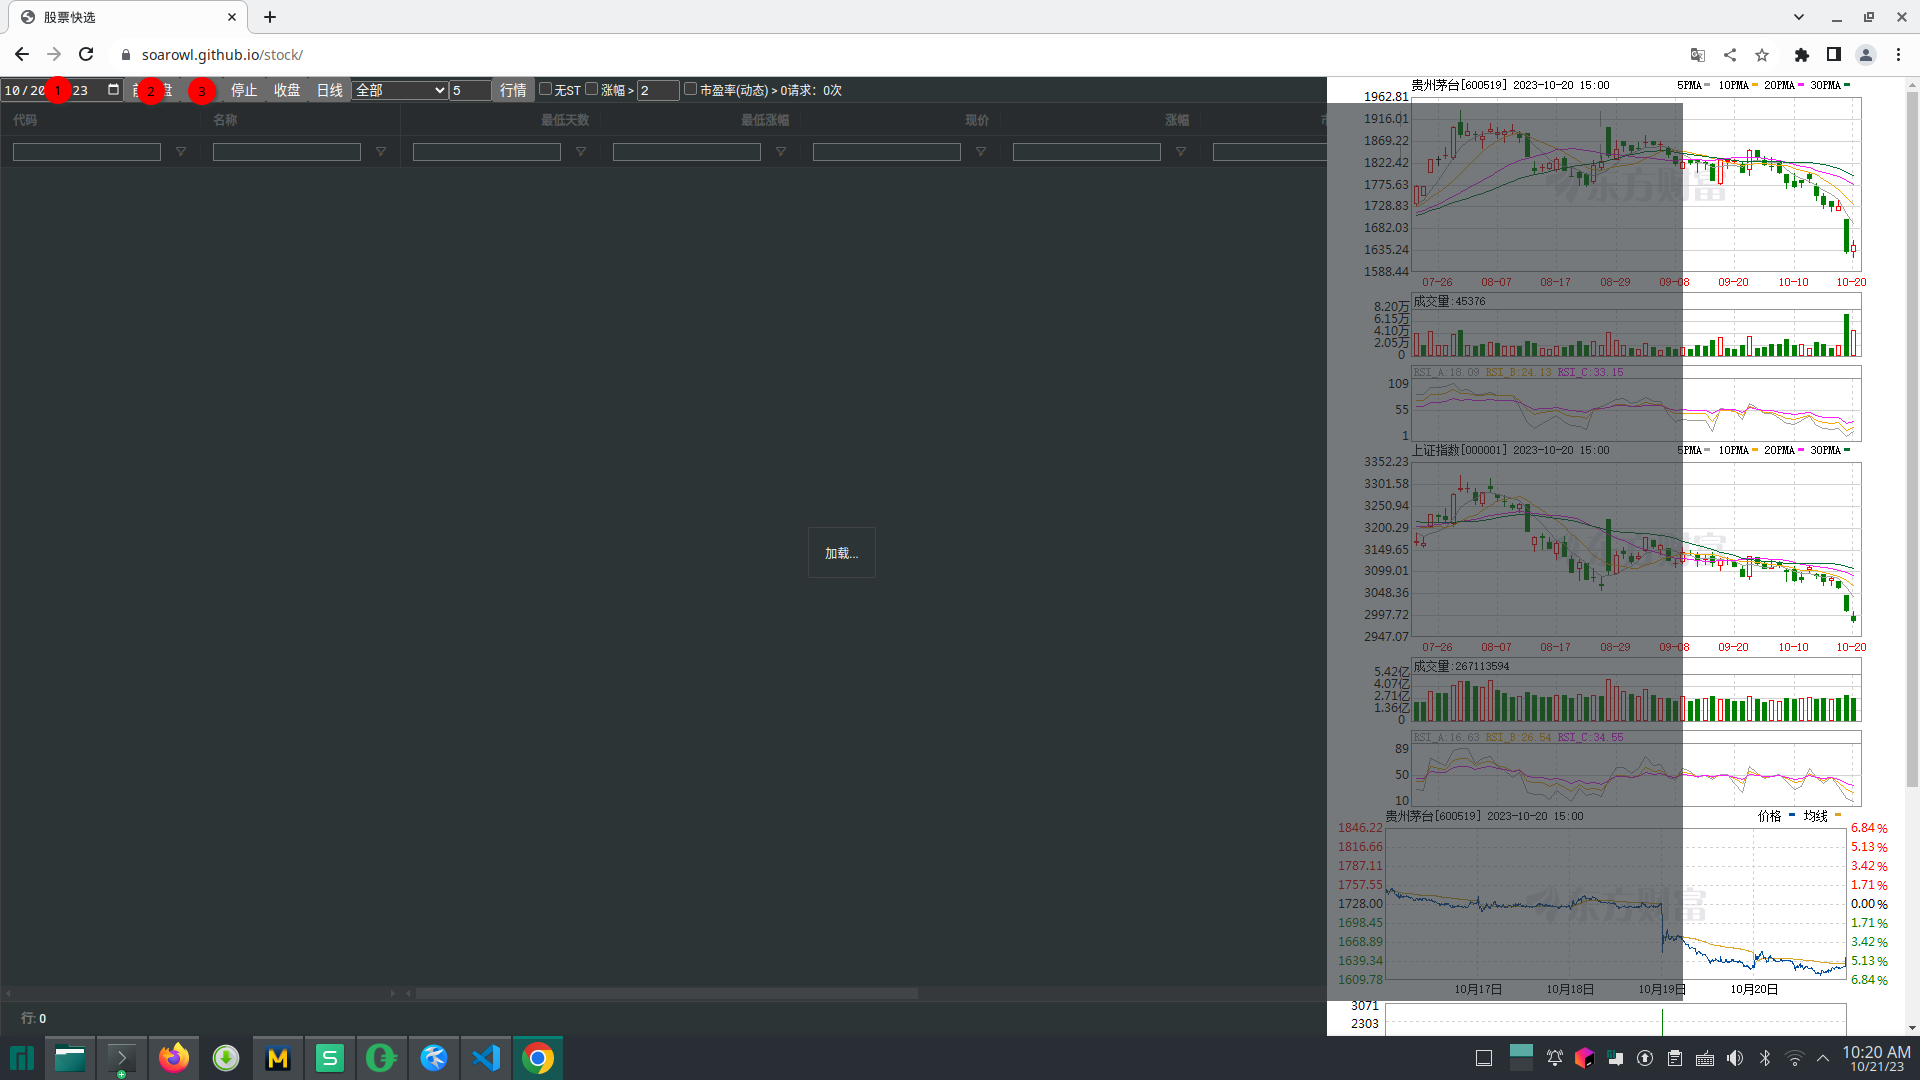 股票快选
soarowl.github.io/stock/
1 2 3 停止 收盘 日线 全部 5 行情 无ST 涨幅 > 2 市盈率(动态) > 0请求: 0次
代码 名称 最低天数 最低涨幅 现价 涨幅
加载...
行: 0
贵州茅台[600519] 2023-10-20 15:00 5PMA 10PMA 20PMA 30PMA
1962.81
1916.01
1869.22
1822.42
1775.63
1728.83
1682.03
1635.24
1588.44
东方财富
07-26 08-07 08-17 08-29 09-08 09-20 10-10 10-20
成交量:45376
8.20万
6.15万
4.10万
2.05万
0
RSI_A:18.09 RSI_B:24.13 RSI_C:33.15
109
55
1
上证指数[000001] 2023-10-20 15:00 5PMA 10PMA 20PMA 30PMA
3352.23
3301.58
3250.94
3200.29
3149.65
3099.01
3048.36
2997.72
2947.07
07-26 08-07 08-17 08-29 09-08 09-20 10-10 10-20
成交量:267113594
5.42亿
4.07亿
2.71亿
1.36亿
0
RSI_A:16.63 RSI_B:26.54 RSI_C:34.55
89
50
10
贵州茅台[600519] 2023-10-20 15:00 价格 均线
1846.22 6.84%
1816.66 5.13%
1787.11 3.42%
1757.55 1.71%
1728.00 0.00%
1698.45 1.71%
1668.89 3.42%
1639.34 5.13%
1609.78 6.84%
东方财富
10月17日 10月18日 10月19日 10月20日
3071
2303
10:20 AM
10/21/23